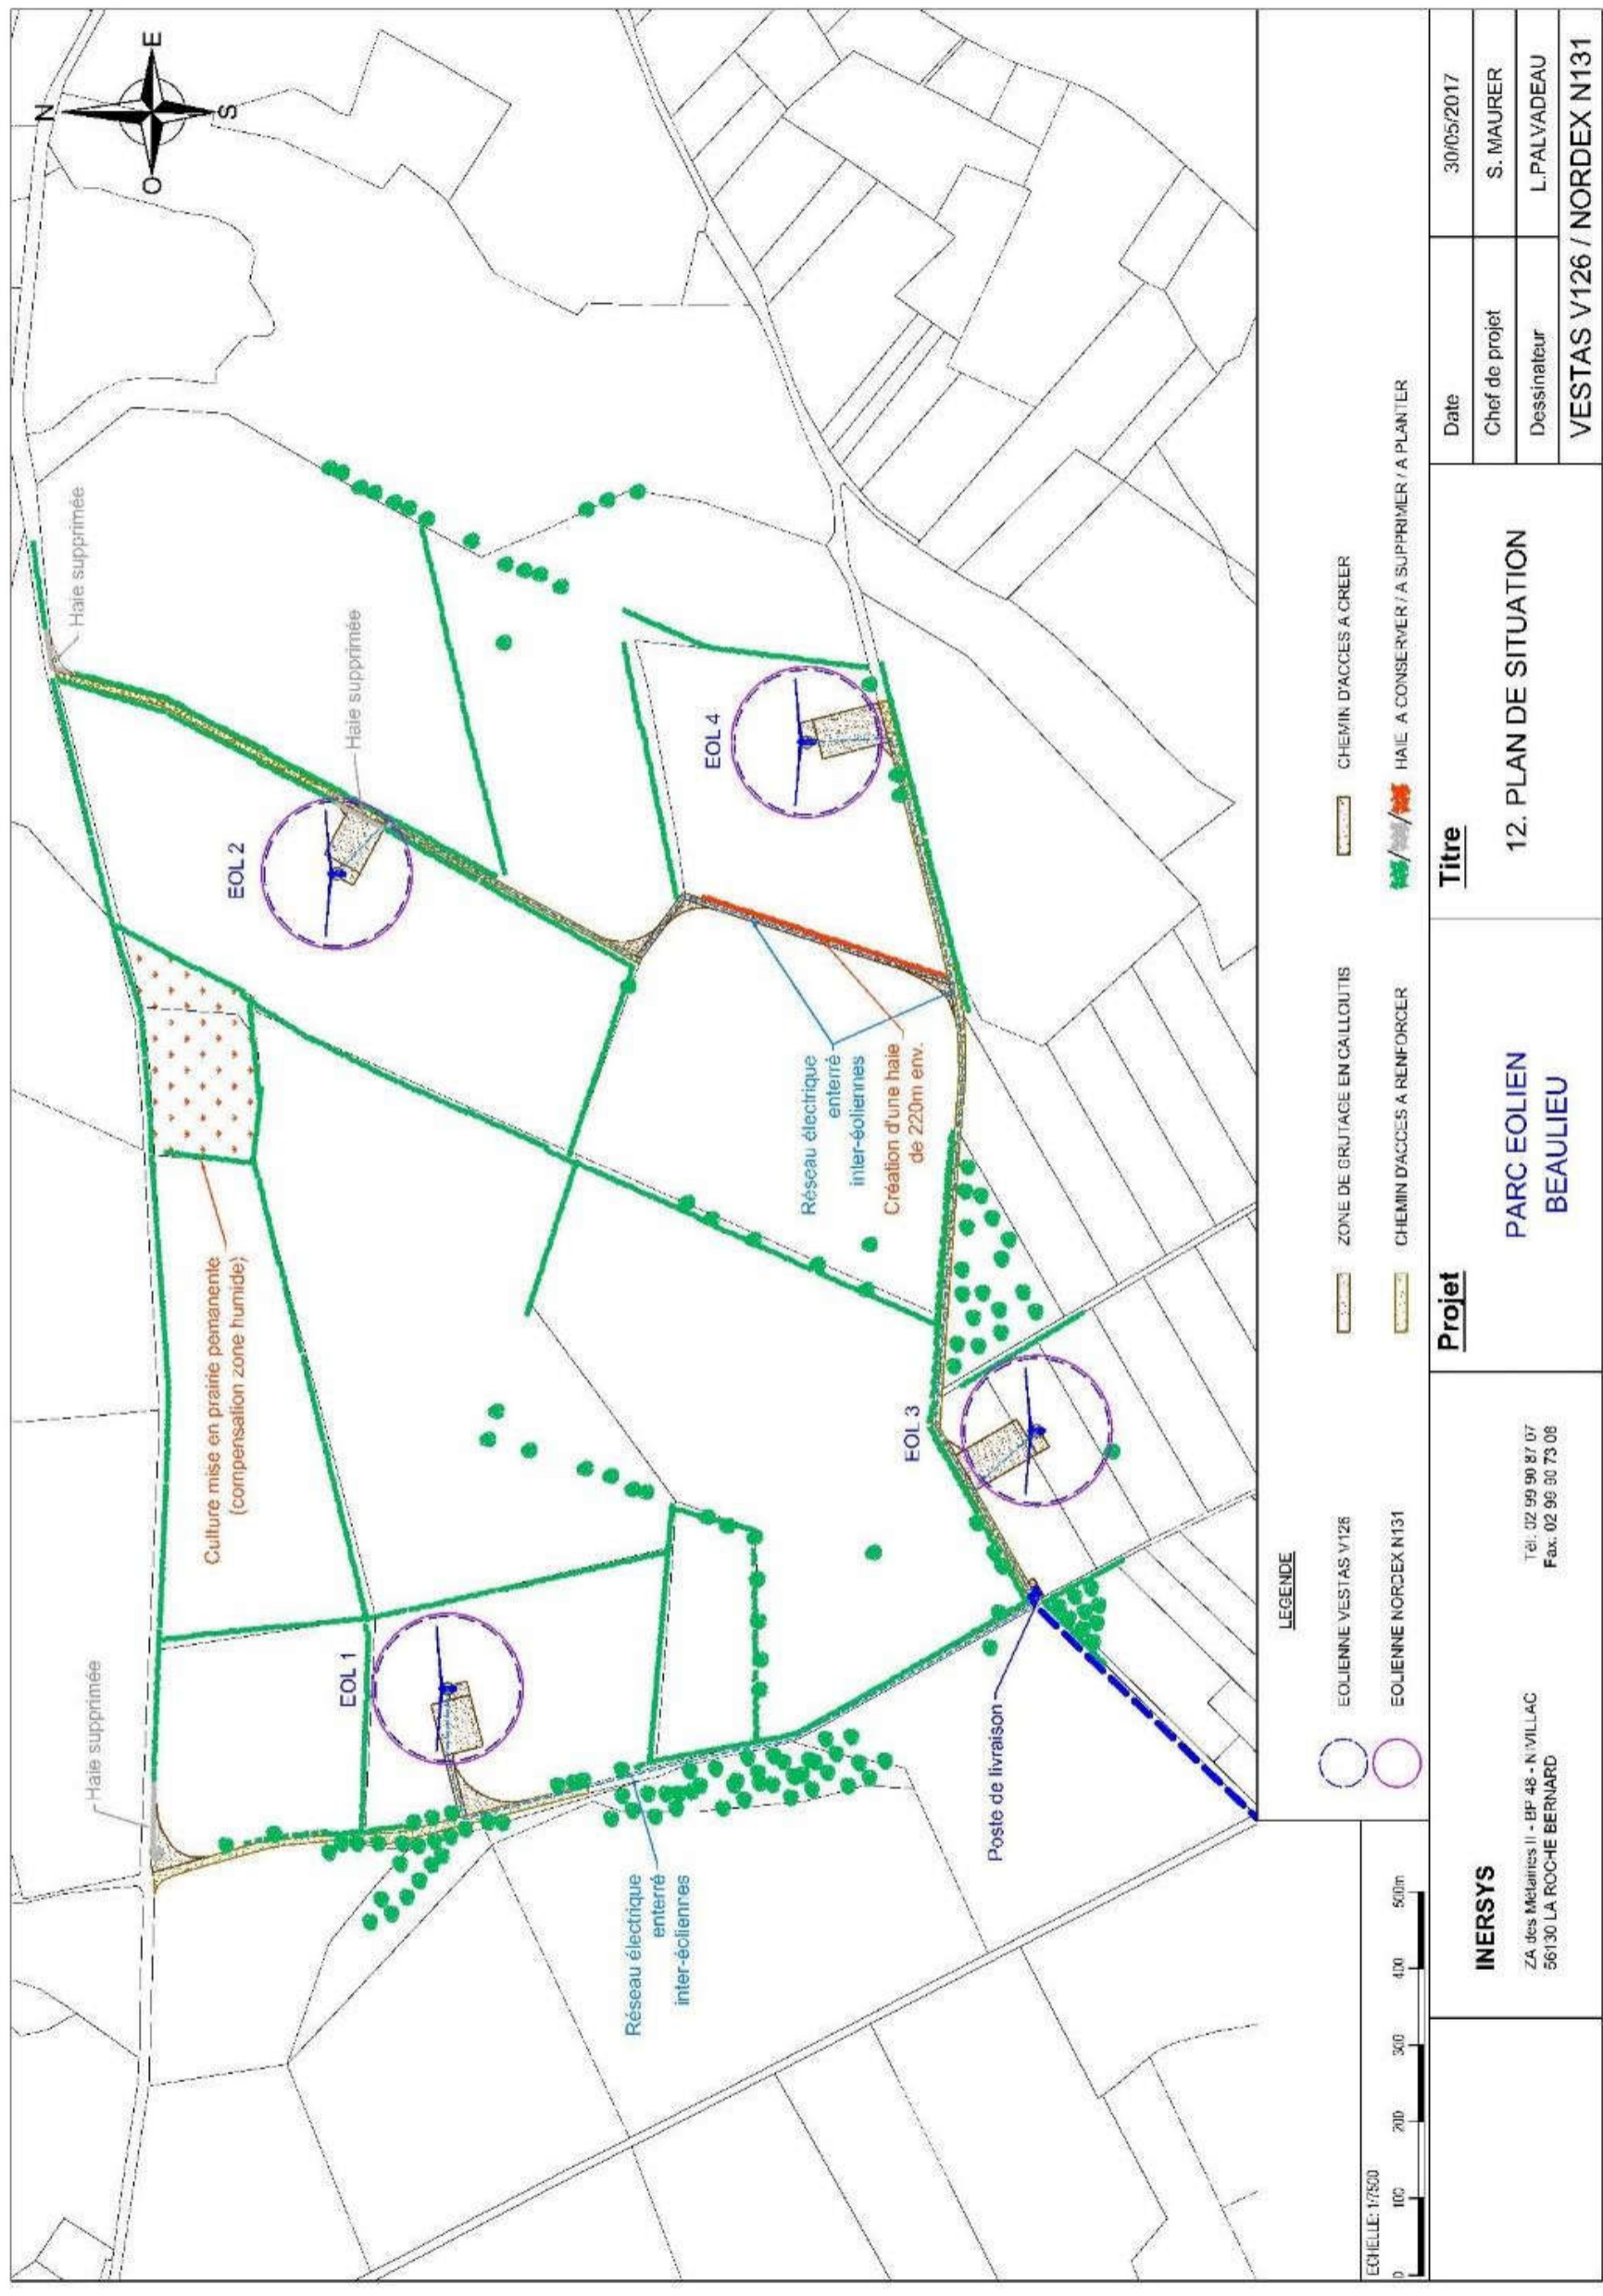 N
E
S
O
Haie supprimée
Haie supprimée
Haie supprimée
EOL 2
EOL 4
EOL 1
EOL 3
Culture mise en prairie pemanente
(compensation zone humide)
Réseau électrique
enterré
inter-éoliennes
Création d'une haie
de 220m env.
Réseau électrique
enterré
inter-éoliennes
Poste de livraison
LEGENDE
EOLIENNE VESTAS V126
EOLIENNE NORDEX N131
ZONE DE GRUTAGE EN CAILLOUTIS
CHEMIN D'ACCES A RENFORCER
CHEMIN D'ACCES A CREER
HAIE A CONSERVER / A SUPPRIMER / A PLANTER
ECHELLE: 1/7500
0 100 200 300 400 500m
INERSYS
ZA des Métairies II - BP 48 - NIVILLAC
56130 LA ROCHE BERNARD
Tél: 02 99 90 87 07
Fax: 02 99 90 73 08
Projet
PARC EOLIEN
BEAULIEU
Titre
12. PLAN DE SITUATION
Date 30/05/2017
Chef de projet S. MAURER
Dessinateur L.PALVADEAU
VESTAS V126 / NORDEX N131